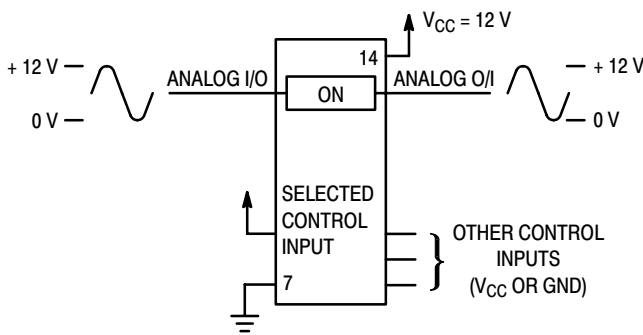 V_CC = 12 V
14
+ 12 V
ANALOG I/O
ON
ANALOG O/I
+ 12 V
0 V
0 V
SELECTED
CONTROL
INPUT
7
OTHER CONTROL
INPUTS
(V_CC OR GND)